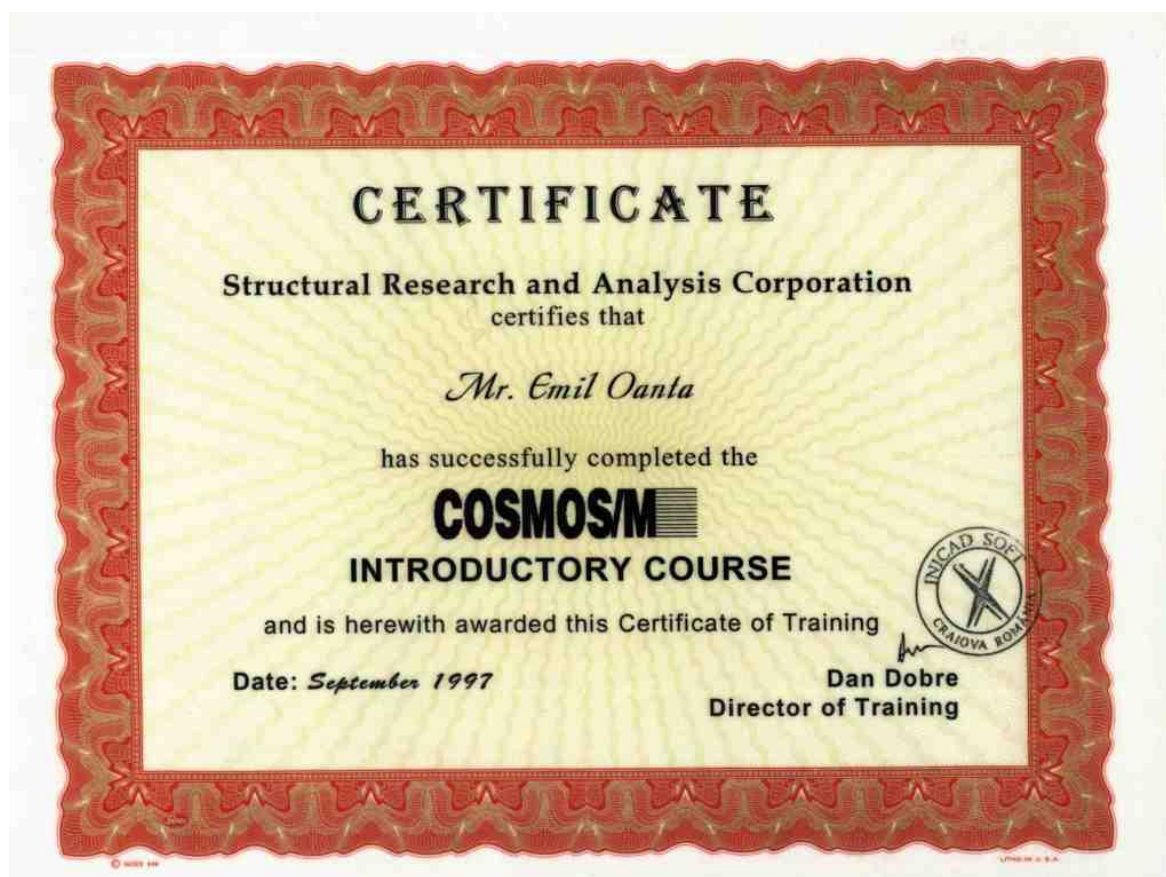 CERTIFICATE
Structural Research and Analysis Corporation
certifies that
Mr. Emil Oanta
has successfully completed the
COSMOS/M
INTRODUCTORY COURSE
and is herewith awarded this Certificate of Training
INICAD SOFT
CRAIOVA ROMANIA
Date: September 1997
Dan Dobre
Director of Training